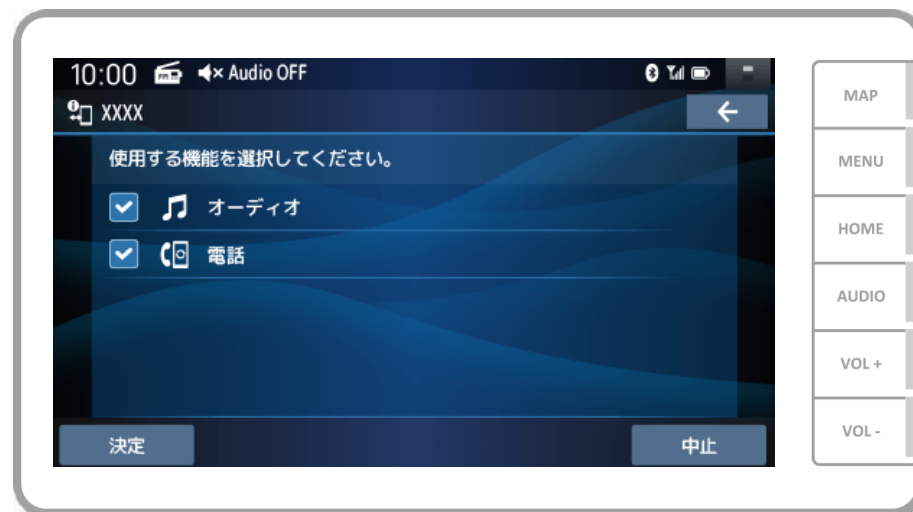 10:00 Audio OFF
XXXX
使用する機能を選択してください。
オーディオ
電話
決定 中止
MAP
MENU
HOME
AUDIO
VOL +
VOL -